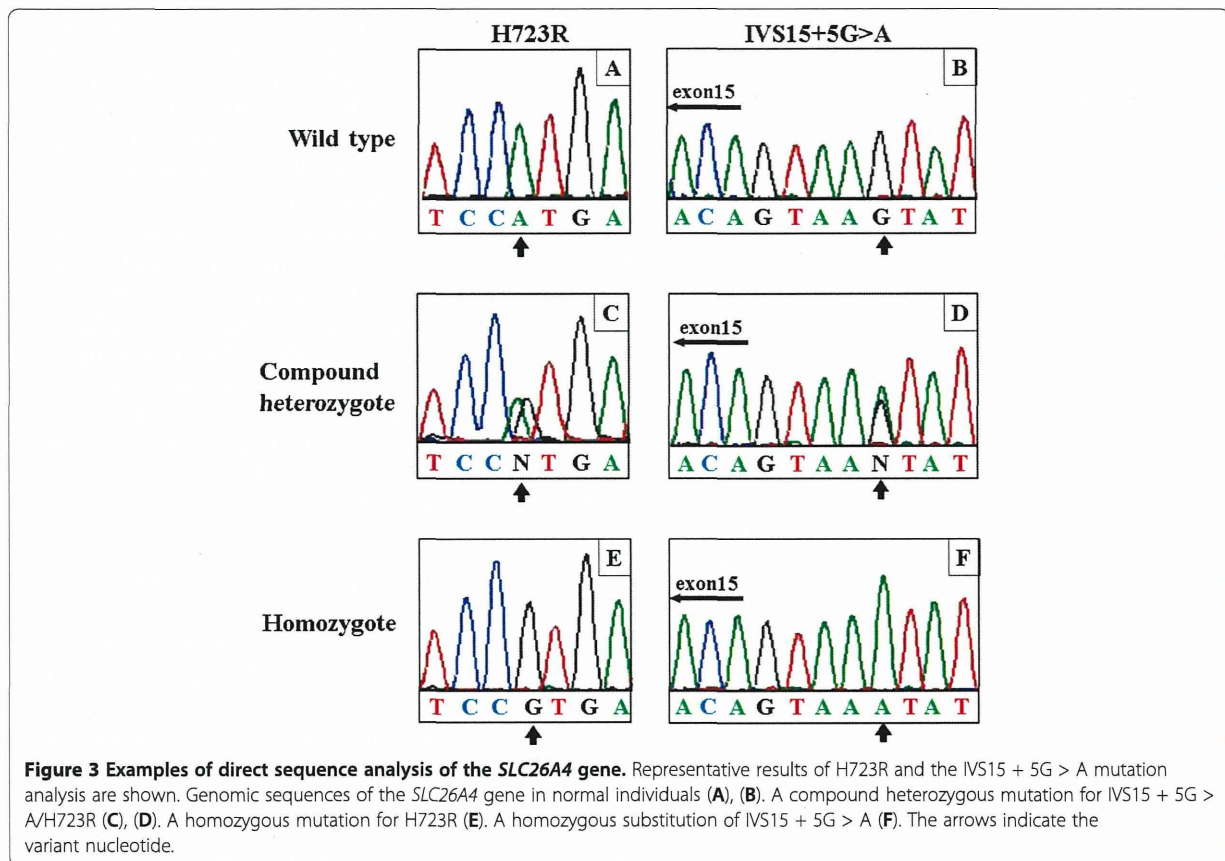 H723R IVS15+5G>A
Wild type
A
T C C A T G A
B
exon15
A C A G T A A G T A T
Compound
heterozygote
C
T C C N T G A
D
exon15
A C A G T A A N T A T
Homozygote
E
T C C G T G A
F
exon15
A C A G T A A A T A T
Figure 3 Examples of direct sequence analysis of the SLC26A4 gene. Representative results of H723R and the IVS15 + 5G > A mutation
analysis are shown. Genomic sequences of the SLC26A4 gene in normal individuals (A), (B). A compound heterozygous mutation for IVS15 + 5G >
A/H723R (C), (D). A homozygous mutation for H723R (E). A homozygous substitution of IVS15 + 5G > A (F). The arrows indicate the
variant nucleotide.